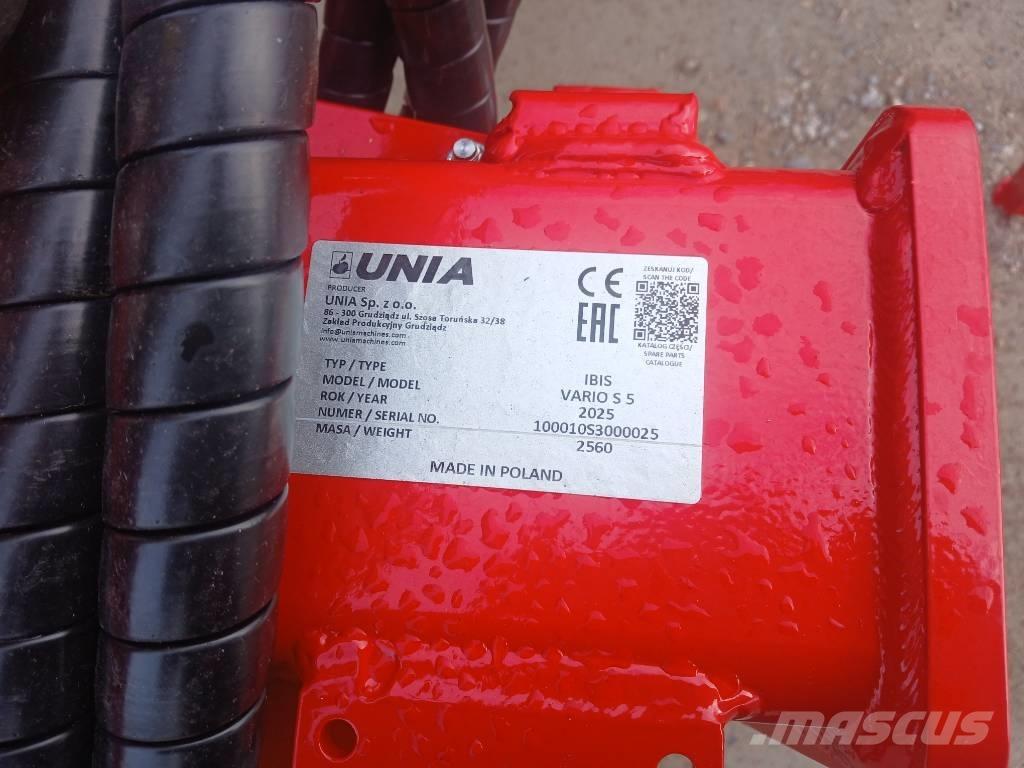 UNIA
PRODUCER
UNIA Sp. z o.o.
86 - 300 Grudziądz ul. Szosa Toruńska 32/38
Zakład Produkcyjny Grudziądz
info@uniamachines.com
www.uniamachines.com
CE
EAC
ZESKANUJ KOD/
SCAN THE CODE
KATALOG CZĘŚCI/
SPARE PARTS
CATALOGUE
TYP / TYPE IBIS
MODEL / MODEL VARIO S 5
ROK / YEAR 2025
NUMER / SERIAL NO. 100010S3000025
MASA / WEIGHT 2560
MADE IN POLAND
MASCUS